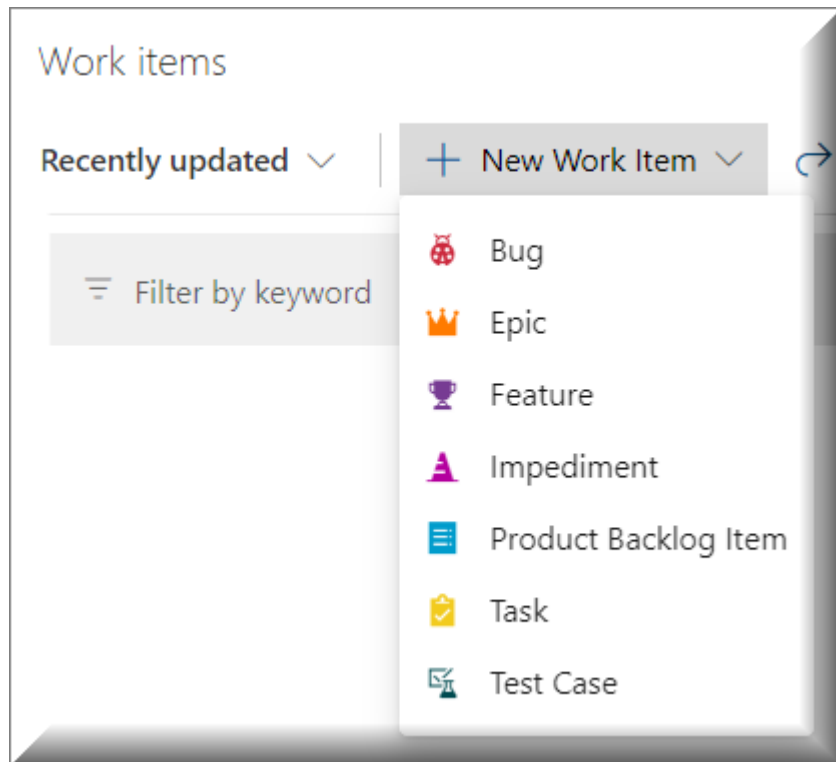 Work items
Recently updated New Work Item
Filter by keyword
Bug
Epic
Feature
Impediment
Product Backlog Item
Task
Test Case